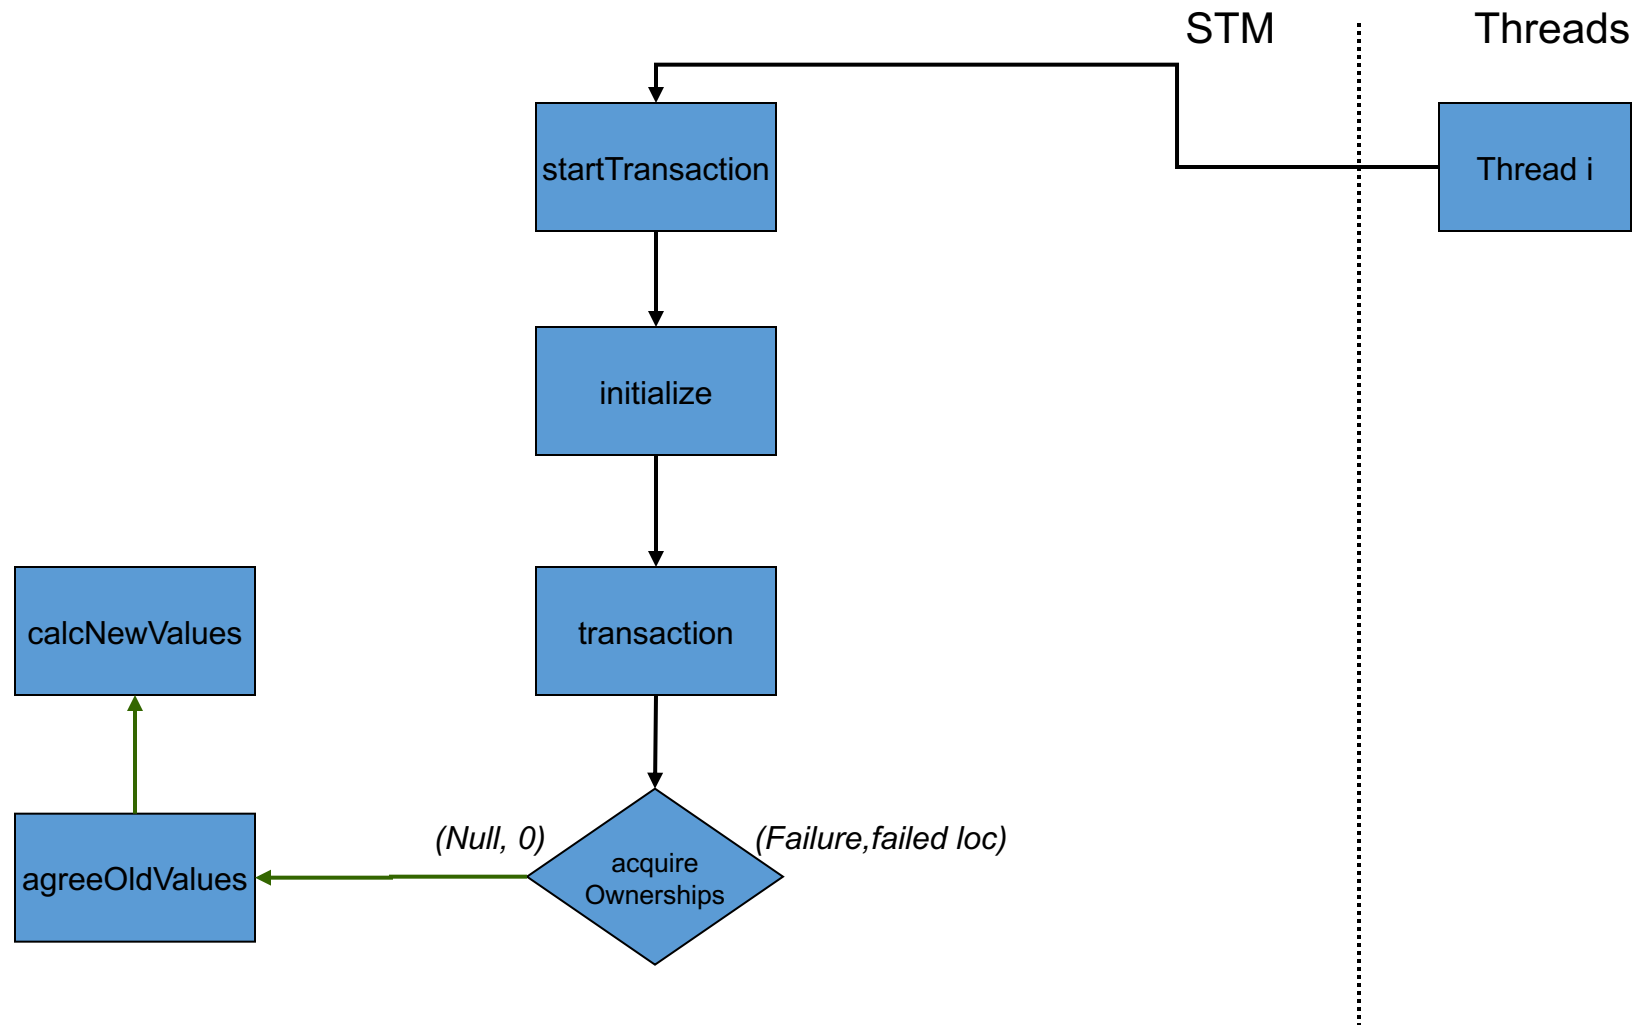 STM
Threads
startTransaction
Thread i
initialize
calcNewValues
transaction
(Null, 0)
(Failure,failed loc)
acquire
Ownerships
agreeOldValues